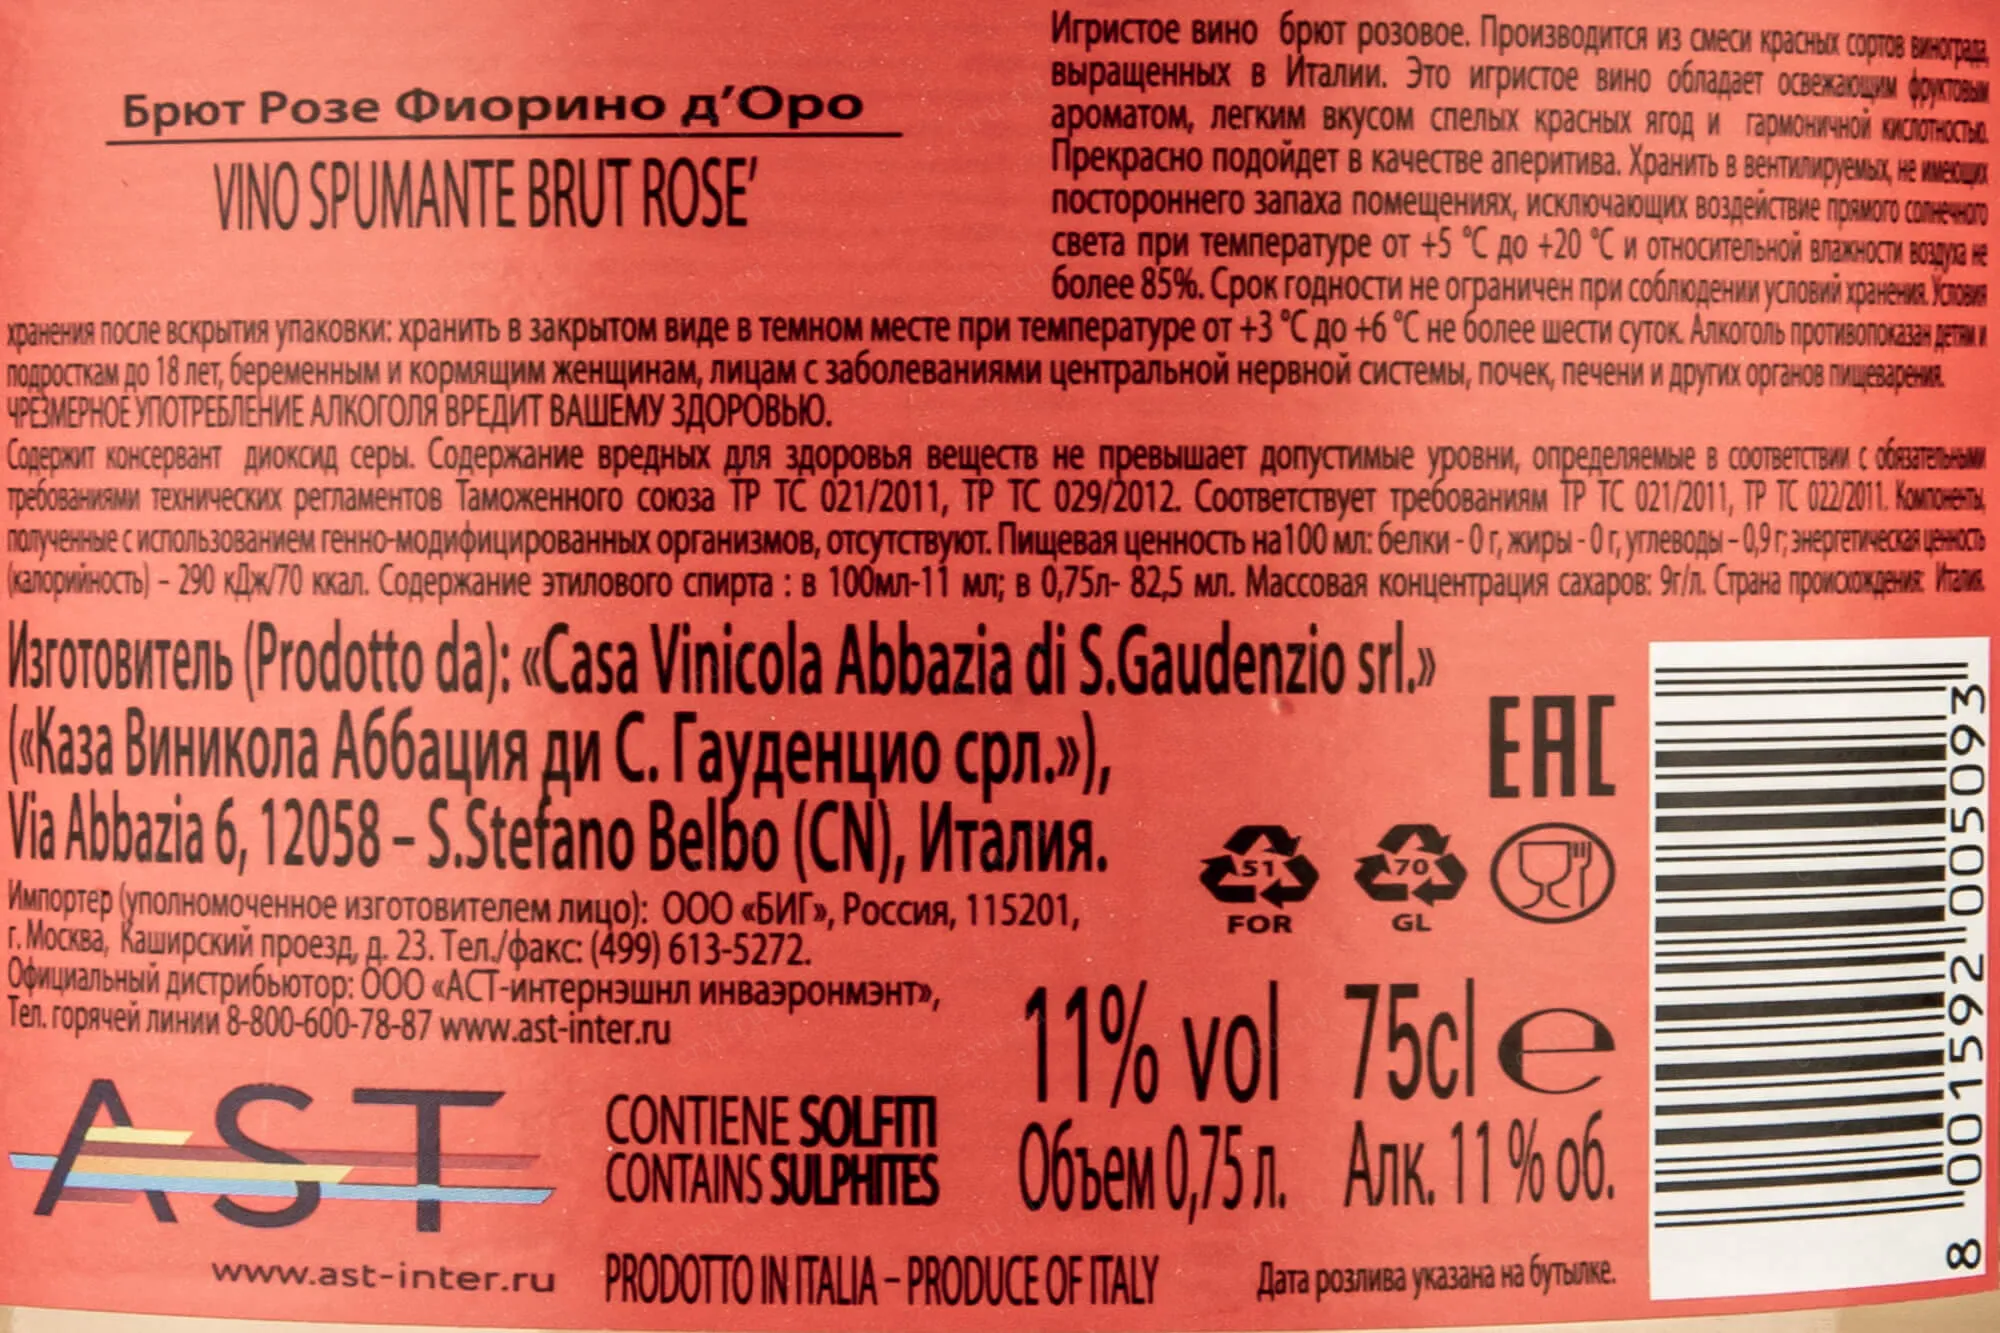 Брют Розе Фиорино д’Оро
VINO SPUMANTE BRUT ROSE’
Игристое вино брют розовое. Производится из смеси красных сортов винограда,
выращенных в Италии. Это игристое вино обладает освежающим фруктовым
ароматом, легким вкусом спелых красных ягод и гармоничной кислотностью.
Прекрасно подойдет в качестве аперитива. Хранить в вентилируемых, не имеющих
постороннего запаха помещениях, исключающих воздействие прямого солнечного
света при температуре от +5 °С до +20 °С и относительной влажности воздуха не
более 85%. Срок годности не ограничен при соблюдении условий хранения. Условия
хранения после вскрытия упаковки: хранить в закрытом виде в темном месте при температуре от +3 °С до +6 °С не более шести суток. Алкоголь противопоказан детям и
подросткам до 18 лет, беременным и кормящим женщинам, лицам с заболеваниями центральной нервной системы, почек, печени и других органов пищеварения.
ЧРЕЗМЕРНОЕ УПОТРЕБЛЕНИЕ АЛКОГОЛЯ ВРЕДИТ ВАШЕМУ ЗДОРОВЬЮ.
Содержит консервант диоксид серы. Содержание вредных для здоровья веществ не превышает допустимые уровни, определяемые в соответствии с обязательными
требованиями технических регламентов Таможенного союза ТР ТС 021/2011, ТР ТС 029/2012. Соответствует требованиям ТР ТС 021/2011, ТР ТС 022/2011. Компоненты,
полученные с использованием генно-модифицированных организмов, отсутствуют. Пищевая ценность на100 мл: белки - 0 г, жиры - 0 г, углеводы – 0,9 г; энергетическая ценность
(калорийность) – 290 кДж/70 ккал. Содержание этилового спирта : в 100мл-11 мл; в 0,75л- 82,5 мл. Массовая концентрация сахаров: 9г/л. Страна происхождения: Италия.
Изготовитель (Prodotto da): «Casa Vinicola Abbazia di S.Gaudenzio srl.»
(«Каза Виникола Аббация ди С. Гауденцио срл.»),
Via Abbazia 6, 12058 – S.Stefano Belbo (CN), Италия.
Импортер (уполномоченное изготовителем лицо): ООО «БИГ», Россия, 115201,
г. Москва, Каширский проезд, д. 23. Тел./факс: (499) 613-5272.
Официальный дистрибьютор: ООО «АСТ-интернэшнл инваэронмэнт»,
Тел. горячей линии 8-800-600-78-87 www.ast-inter.ru
AST
www.ast-inter.ru
CONTIENE SOLFITI
CONTAINS SULPHITES
PRODOTTO IN ITALIA – PRODUCE OF ITALY
EAC
51
FOR
70
GL
11% vol 75cl e
Объем 0,75 л. Алк. 11 % об.
Дата розлива указана на бутылке.
8 001592 005093